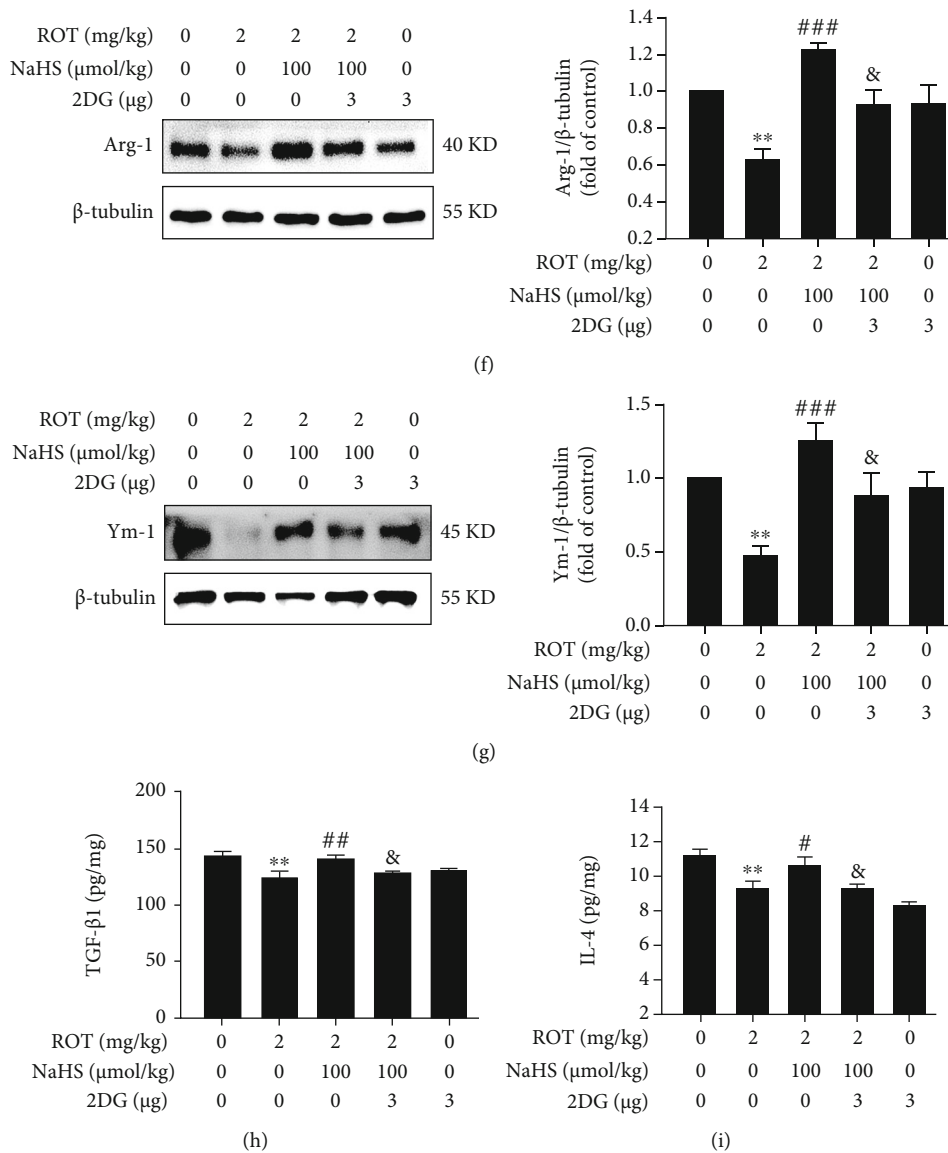 ROT (mg/kg) 0 2 2 2 0
NaHS (μmol/kg) 0 0 100 100 0
2DG (μg) 0 0 0 3 3
Arg-1 40 KD
β-tubulin 55 KD
Arg-1/β-tubulin
(fold of control)
1.4
1.2
1.0
0.8
0.6
0.4
0.2
** ### &
ROT (mg/kg) 0 2 2 2 0
NaHS (μmol/kg) 0 0 100 100 0
2DG (μg) 0 0 0 3 3
(f)
ROT (mg/kg) 0 2 2 2 0
NaHS (μmol/kg) 0 0 100 100 0
2DG (μg) 0 0 0 3 3
Ym-1 45 KD
β-tubulin 55 KD
Ym-1/β-tubulin
(fold of control)
1.5
1.0
0.5
0.0
** ### &
ROT (mg/kg) 0 2 2 2 0
NaHS (μmol/kg) 0 0 100 100 0
2DG (μg) 0 0 0 3 3
(g)
TGF-β1 (pg/mg)
200
150
100
50
0
** ## &
ROT (mg/kg) 0 2 2 2 0
NaHS (μmol/kg) 0 0 100 100 0
2DG (μg) 0 0 0 3 3
(h)
IL-4 (pg/mg)
14
12
10
8
6
4
2
** # &
ROT (mg/kg) 0 2 2 2 0
NaHS (μmol/kg) 0 0 100 100 0
2DG (μg) 0 0 0 3 3
(i)